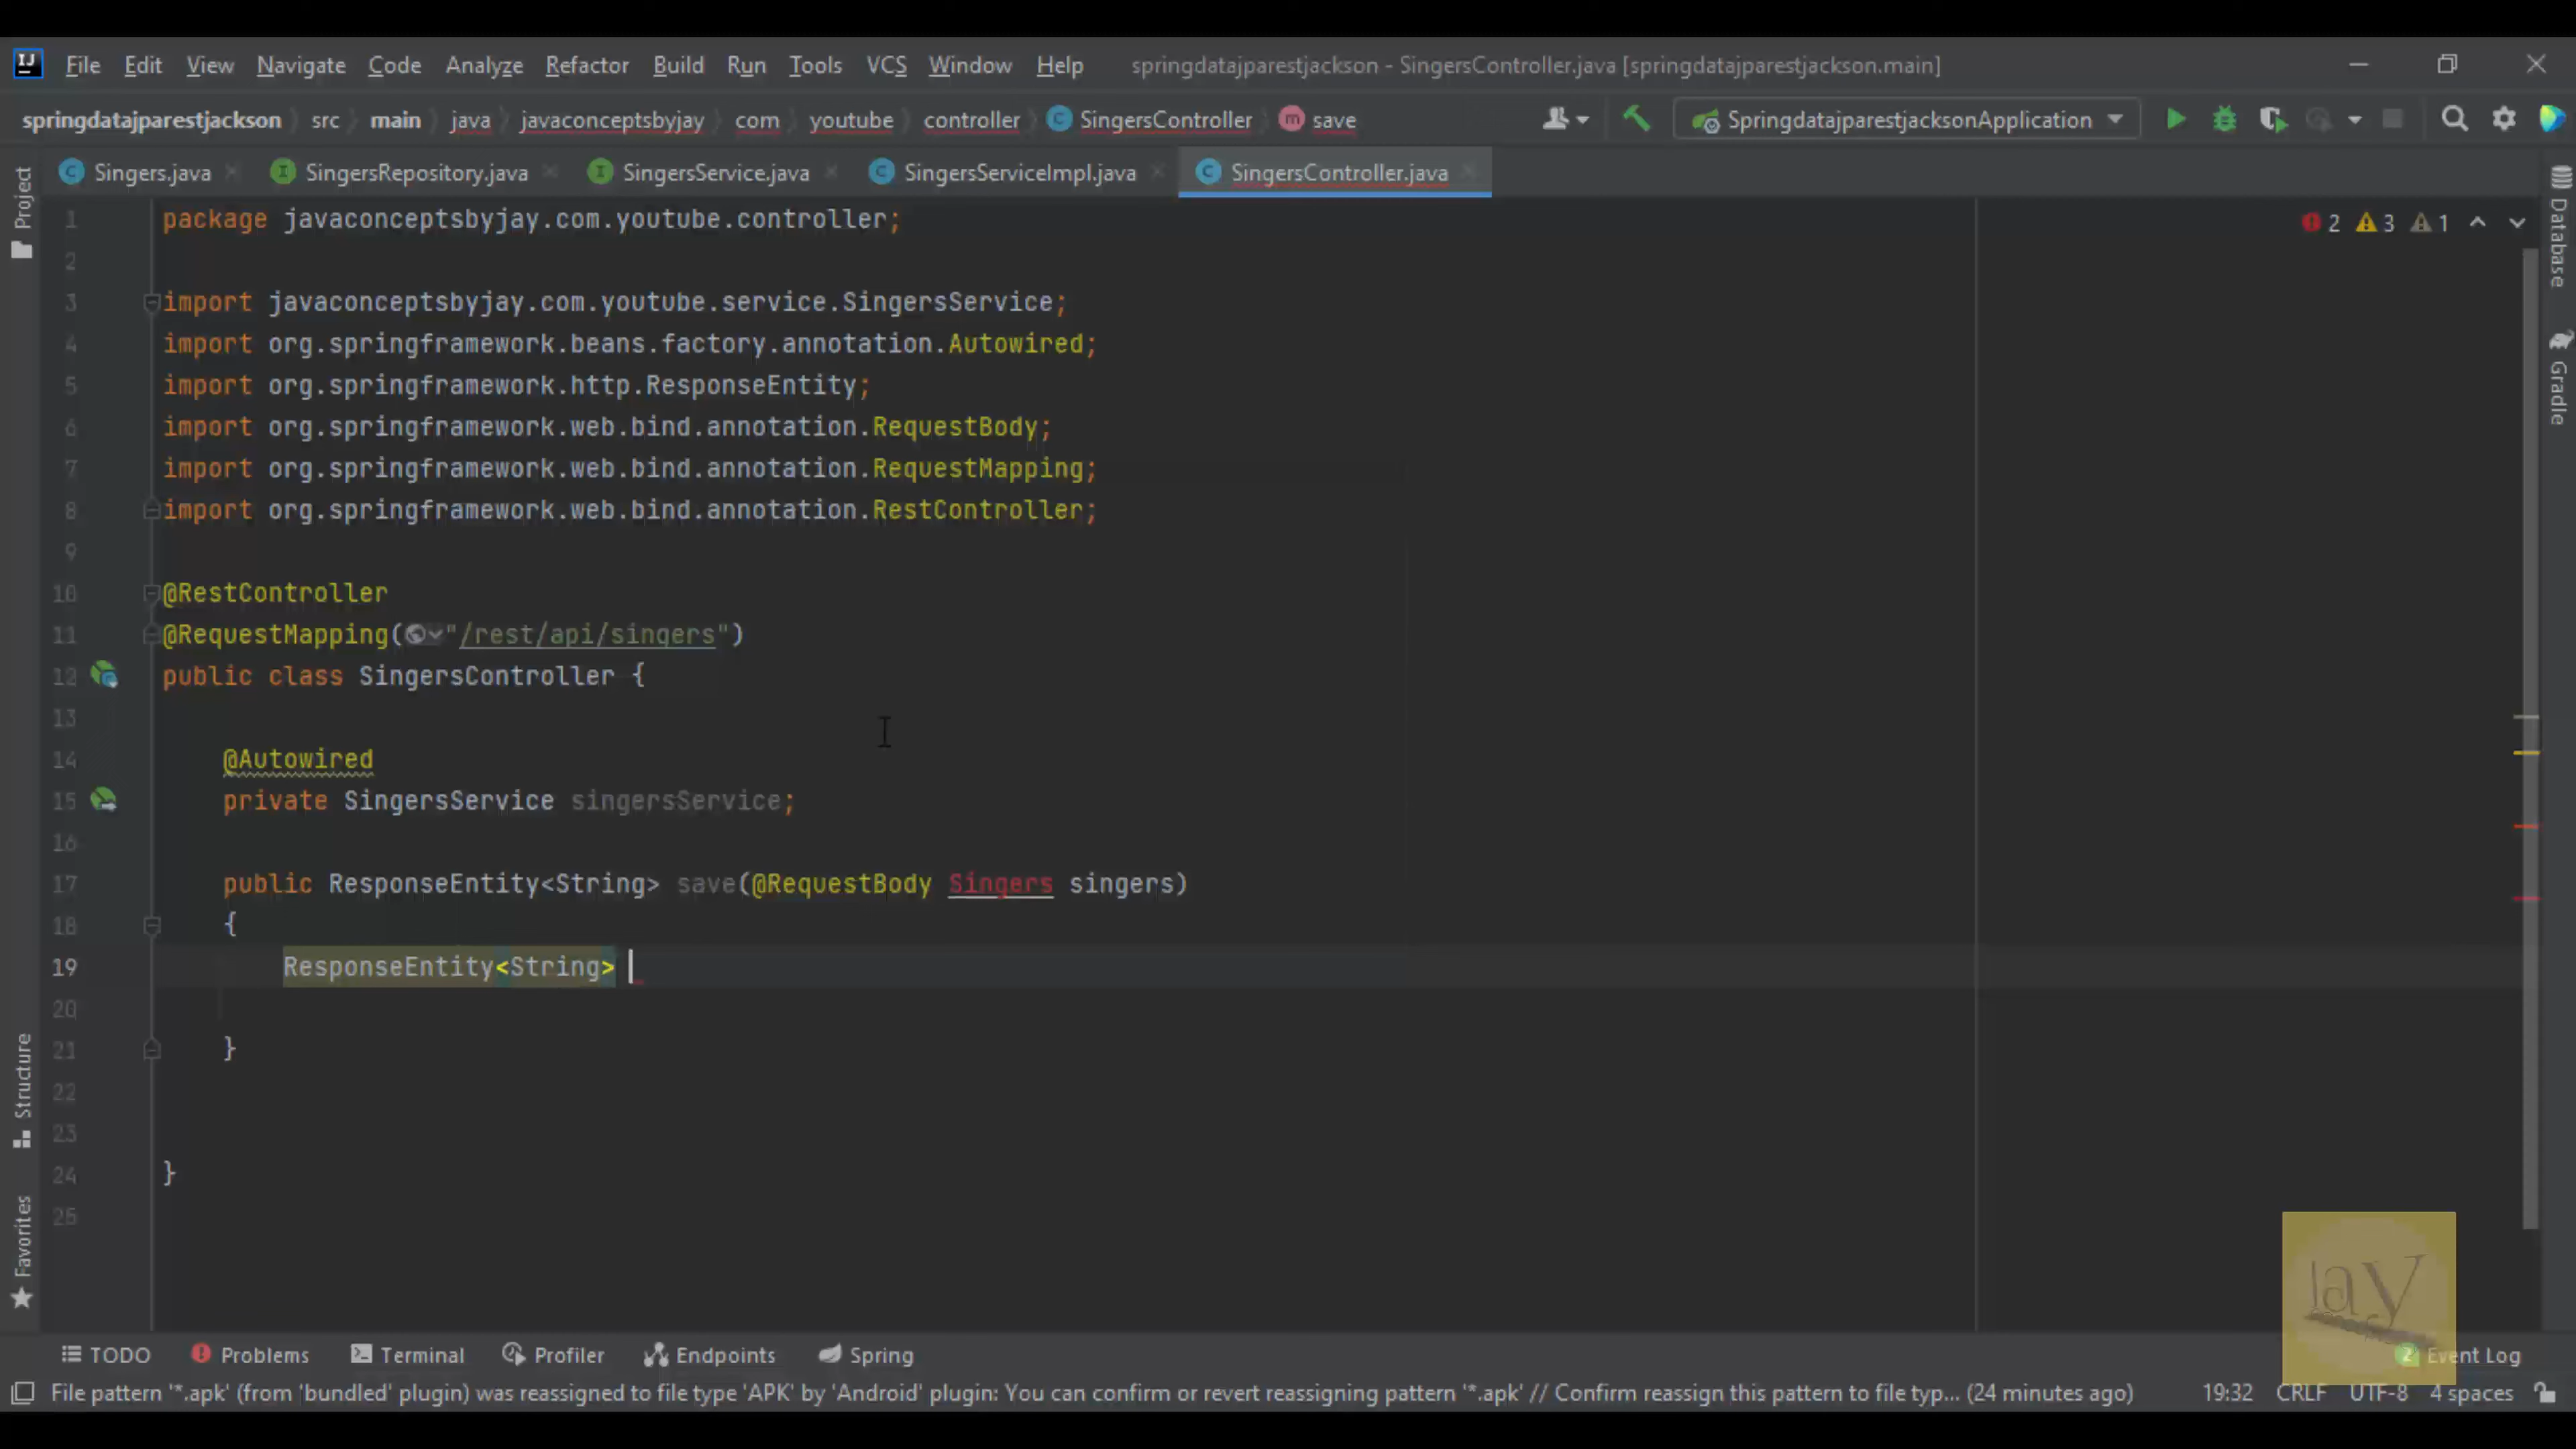 File Edit View Navigate Code Analyze Refactor Build Run Tools VCS Window Help springdatajparestjackson - SingersController.java [springdatajparestjackson.main]
springdatajparestjackson src main java javaconceptsbyjay com youtube controller SingersController save SpringdatajparestjacksonApplication
Singers.java SingersRepository.java SingersService.java SingersServiceImpl.java SingersController.java
Project
Database
Gradle
Structure
Favorites
2 3 1
1 package javaconceptsbyjay.com.youtube.controller;
2
3 import javaconceptsbyjay.com.youtube.service.SingersService;
4 import org.springframework.beans.factory.annotation.Autowired;
5 import org.springframework.http.ResponseEntity;
6 import org.springframework.web.bind.annotation.RequestBody;
7 import org.springframework.web.bind.annotation.RequestMapping;
8 import org.springframework.web.bind.annotation.RestController;
9
10 @RestController
11 @RequestMapping("/rest/api/singers")
12 public class SingersController {
13
14 @Autowired
15 private SingersService singersService;
16
17 public ResponseEntity<String> save(@RequestBody Singers singers)
18 {
19 ResponseEntity<String>
20
21 }
22
23
24 }
25
TODO Problems Terminal Profiler Endpoints Spring 2 Event Log
File pattern '*.apk' (from 'bundled' plugin) was reassigned to file type 'APK' by 'Android' plugin: You can confirm or revert reassigning pattern '*.apk' // Confirm reassign this pattern to file typ... (24 minutes ago) 19:32 CRLF UTF-8 4 spaces